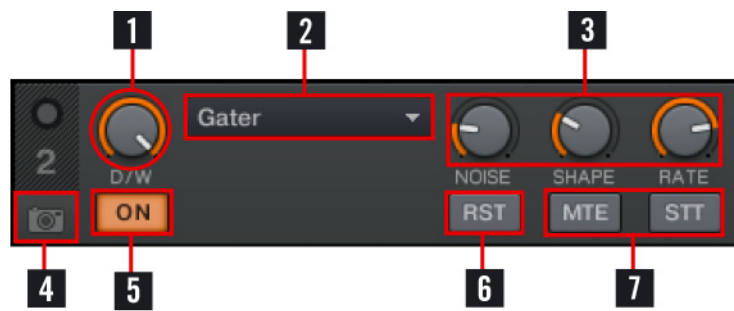 1 2 3
Gater
2
D/W NOISE SHAPE RATE
ON RST MTE STT
4 5 6 7